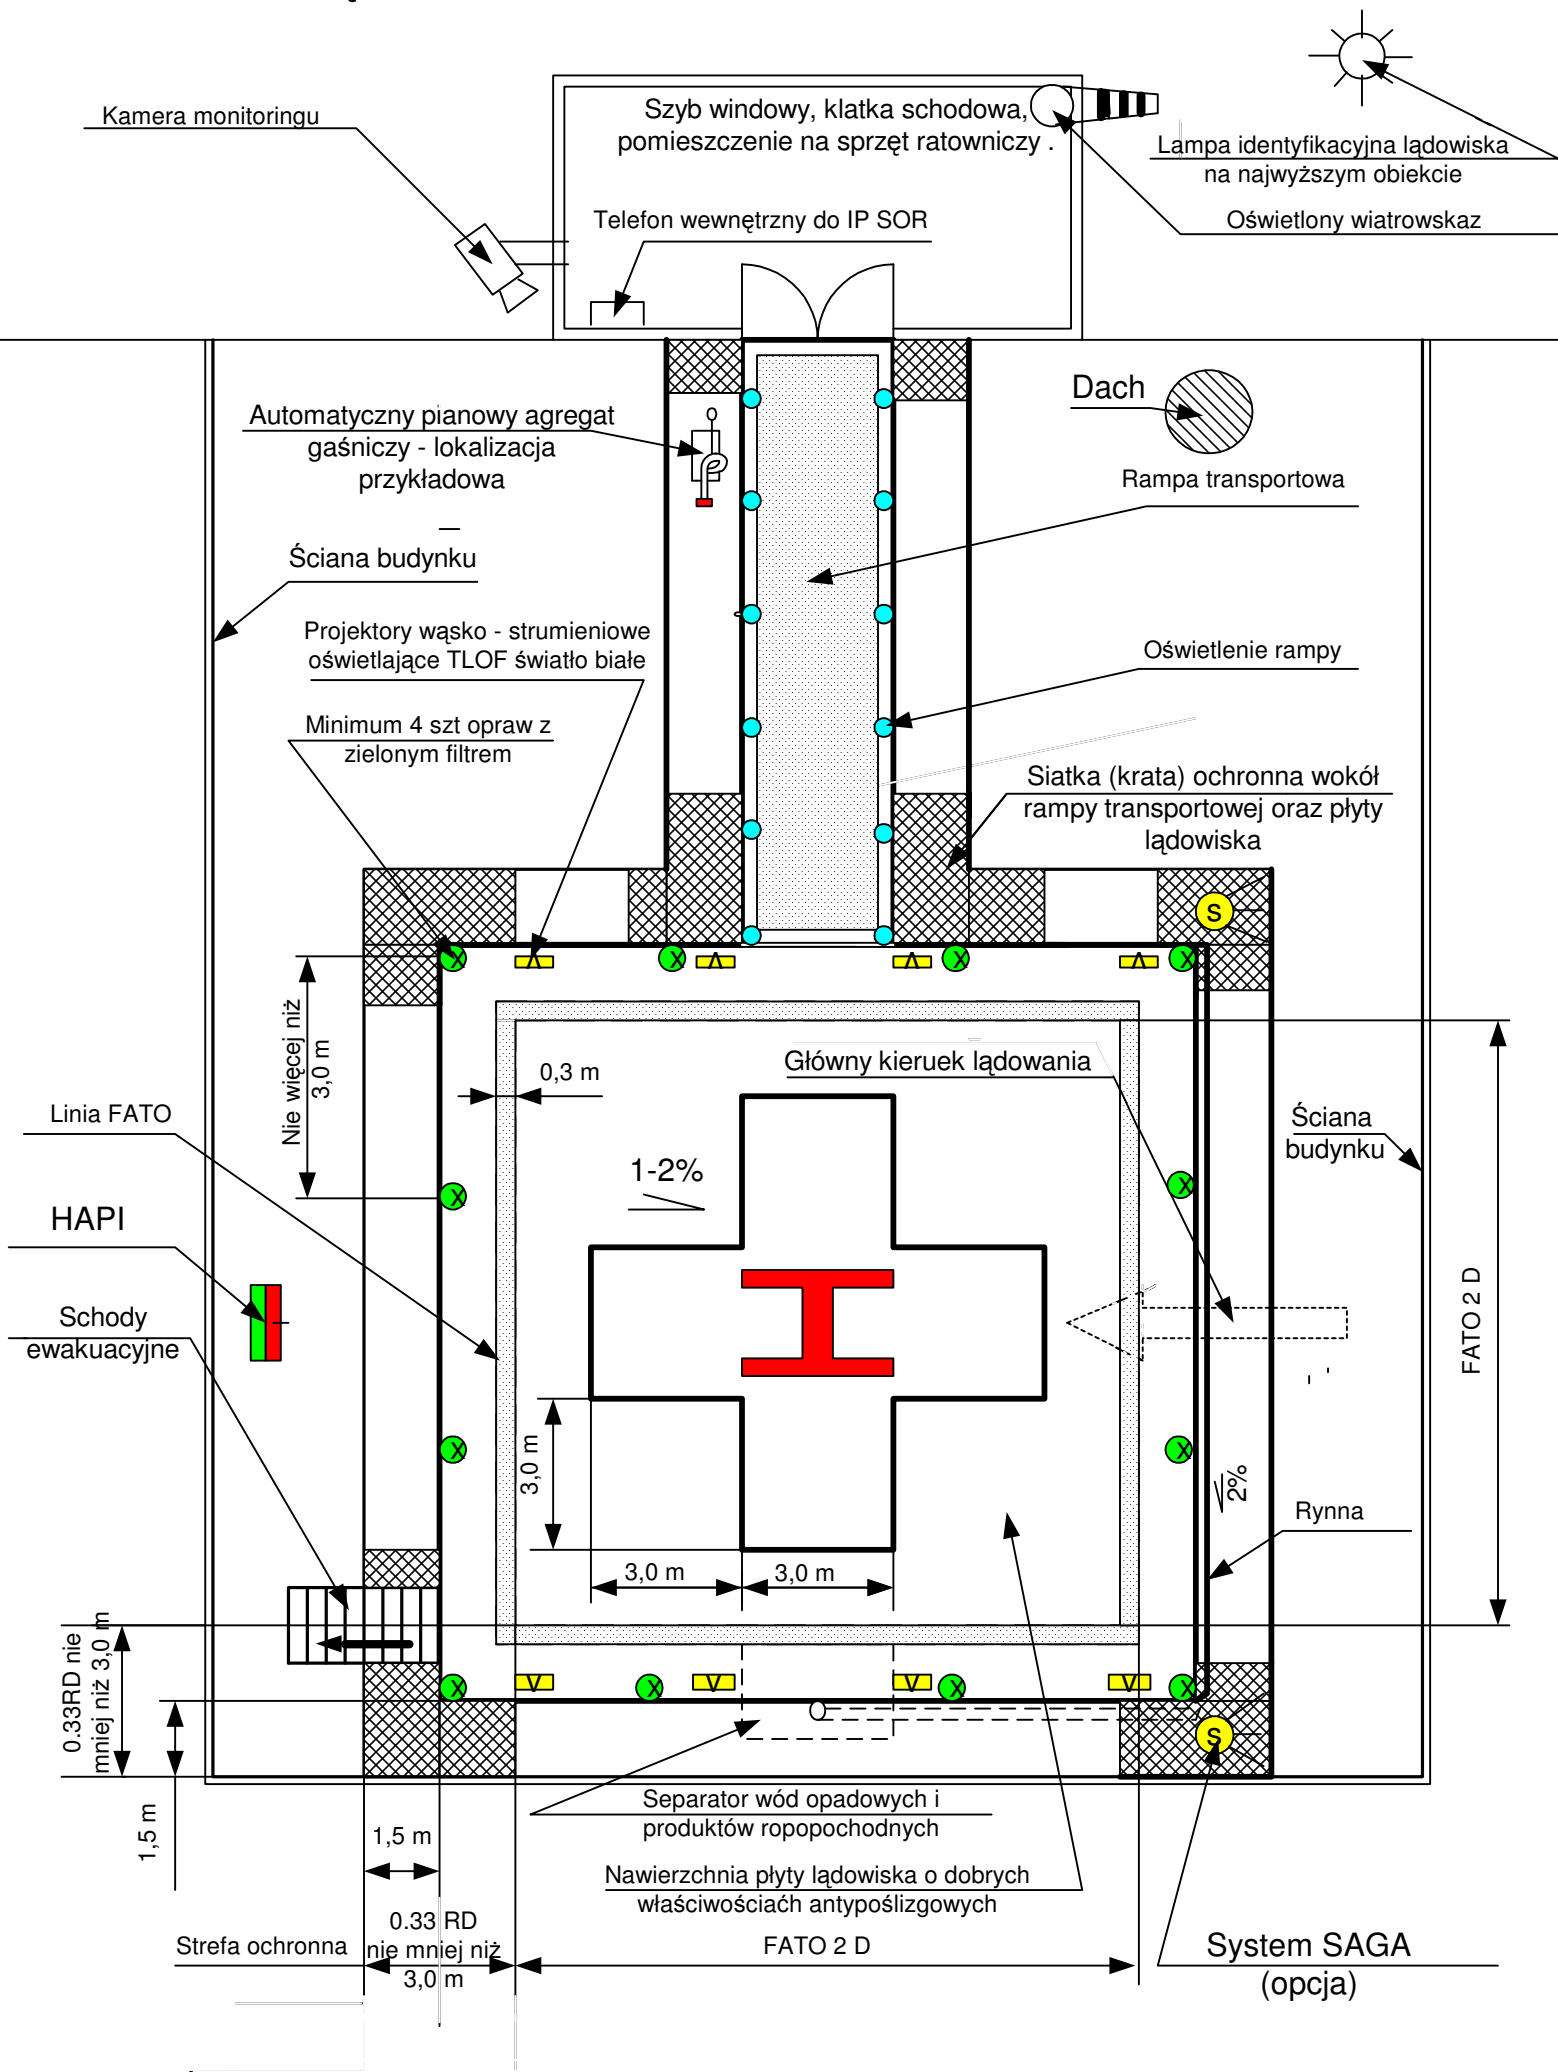 Kamera monitoringu
Szyb windowy, klatka schodowa,
pomieszczenie na sprzęt ratowniczy .
Lampa identyfikacyjna lądowiska
na najwyższym obiekcie
Oświetlony wiatrowskaz
Telefon wewnętrzny do IP SOR
Dach
Automatyczny pianowy agregat
gaśniczy - lokalizacja
przykładowa
Rampa transportowa
Ściana budynku
Projektory wąsko - strumieniowe
oświetlające TLOF światło białe
Oświetlenie rampy
Minimum 4 szt opraw z
zielonym filtrem
Siatka (krata) ochronna wokół
rampy transportowej oraz płyty
lądowiska
S
X
X
X
X
Nie więcej niż
3,0 m
Główny kieruek lądowania
0,3 m
Linia FATO
Ściana
budynku
1-2%
X
X
HAPI
H
FATO 2 D
Schody
ewakuacyjne
3,0 m
X
X
2%
Rynna
3,0 m
3,0 m
0.33RD nie
mniej niż 3,0 m
X
X
X
X
S
1,5 m
Separator wód opadowych i
produktów ropopochodnych
1,5 m
Nawierzchnia płyty lądowiska o dobrych
właściwościaćh antypoślizgowych
0.33 RD
nie mniej niż
3,0 m
Strefa ochronna
FATO 2 D
System SAGA
(opcja)